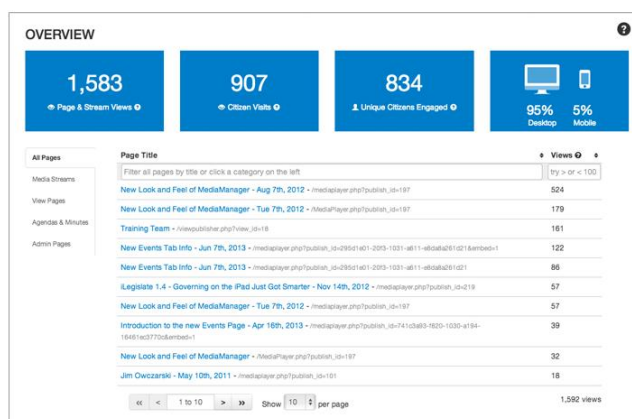 OVERVIEW
1,583
Page & Stream Views
907
Citizen Visits
834
Unique Citizens Engaged
95% 5%
Desktop Mobile
All Pages
Media Streams
View Pages
Agendas & Minutes
Admin Pages
Page Title Views
Filter all pages by title or click a category on the left try > or < 100
New Look and Feel of MediaManager - Aug 7th, 2012 - /mediaplayer.php?publish_id=197 524
New Look and Feel of MediaManager - Tue 7th, 2012 - /MediaPlayer.php?publish_id=197 179
Training Team - /viewpublisher.php?view_id=18 161
New Events Tab Info - Jun 7th, 2013 - /mediaplayer.php?publish_id=295d1e01-20f3-1031-a611-e8da8a261d21&embed=1 122
New Events Tab Info - Jun 7th, 2013 - /mediaplayer.php?publish_id=295d1e01-20f3-1031-a611-e8da8a261d21 86
iLegislate 1.4 - Governing on the iPad Just Got Smarter - Nov 14th, 2012 - /mediaplayer.php?publish_id=219 57
New Look and Feel of MediaManager - Tue 7th, 2012 - /mediaplayer.php?publish_id=197 57
Introduction to the new Events Page - Apr 16th, 2013 - /mediaplayer.php?publish_id=741c3a93-f620-1030-a194- 39
16461ec3770c&embed=1
New Look and Feel of MediaManager - /MediaPlayer.php?publish_id=197 32
Jim Owczarski - May 10th, 2011 - /mediaplayer.php?publish_id=101 18
<< < 1 to 10 > >> Show 10 per page 1,592 views